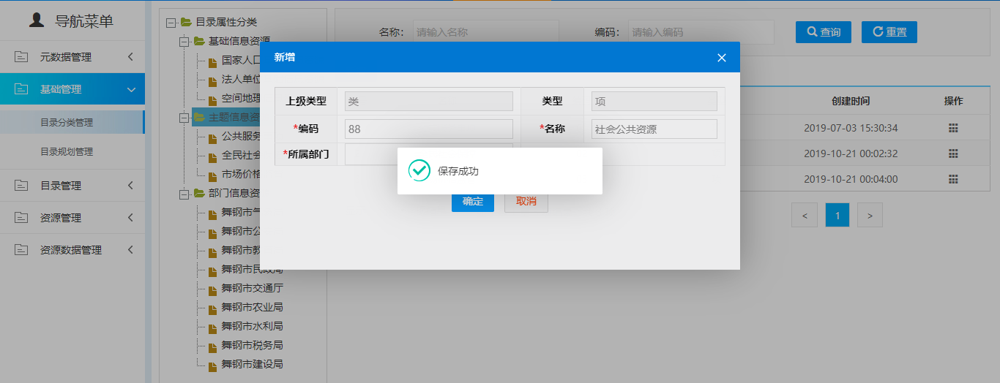 导航菜单
元数据管理
基础管理
目录分类管理
目录规划管理
目录管理
资源管理
资源数据管理
目录属性分类
基础信息资源
国家人口
法人单位
空间地理
主题信息资
公共服务
全民社会
市场价格
部门信息资
舞钢市气
舞钢市公
舞钢市教
舞钢市民政局
舞钢市交通厅
舞钢市农业局
舞钢市水利局
舞钢市税务局
舞钢市建设局
名称： 请输入名称 编码： 请输入编码 查询 重置
新增
上级类型 类 类型 项
*编码 88 *名称 社会公共资源
*所属部门
保存成功
确定 取消
创建时间 操作
2019-07-03 15:30:34
2019-10-21 00:02:32
2019-10-21 00:04:00
< 1 >